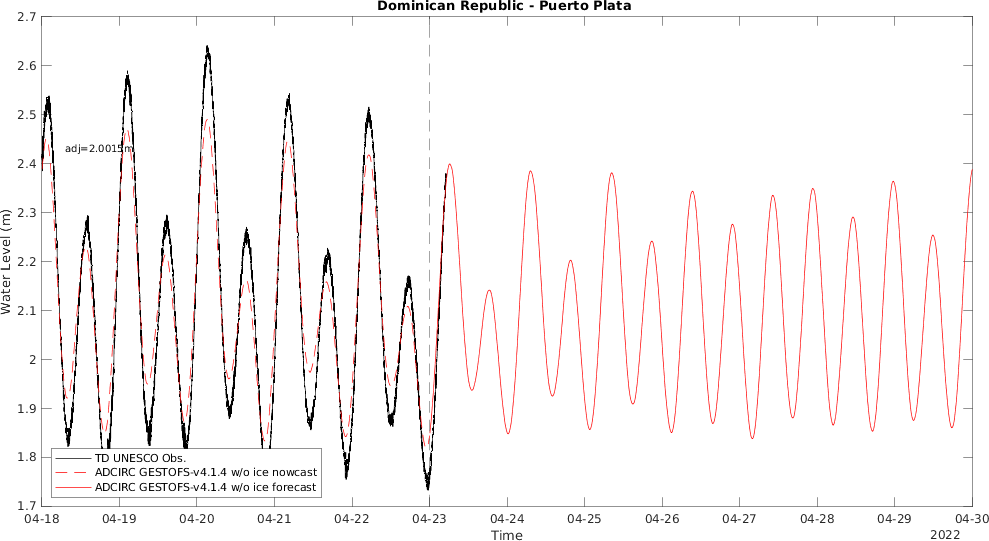 Dominican Republic - Puerto Plata
2.7
2.6
2.5
2.4
2.3
2.2
2.1
2
1.9
1.8
1.7
Water Level (m)
adj=2.0015m
TD UNESCO Obs.
ADCIRC GESTOFS-v4.1.4 w/o ice nowcast
ADCIRC GESTOFS-v4.1.4 w/o ice forecast
04-18 04-19 04-20 04-21 04-22 04-23 04-24 04-25 04-26 04-27 04-28 04-29 04-30
Time
2022